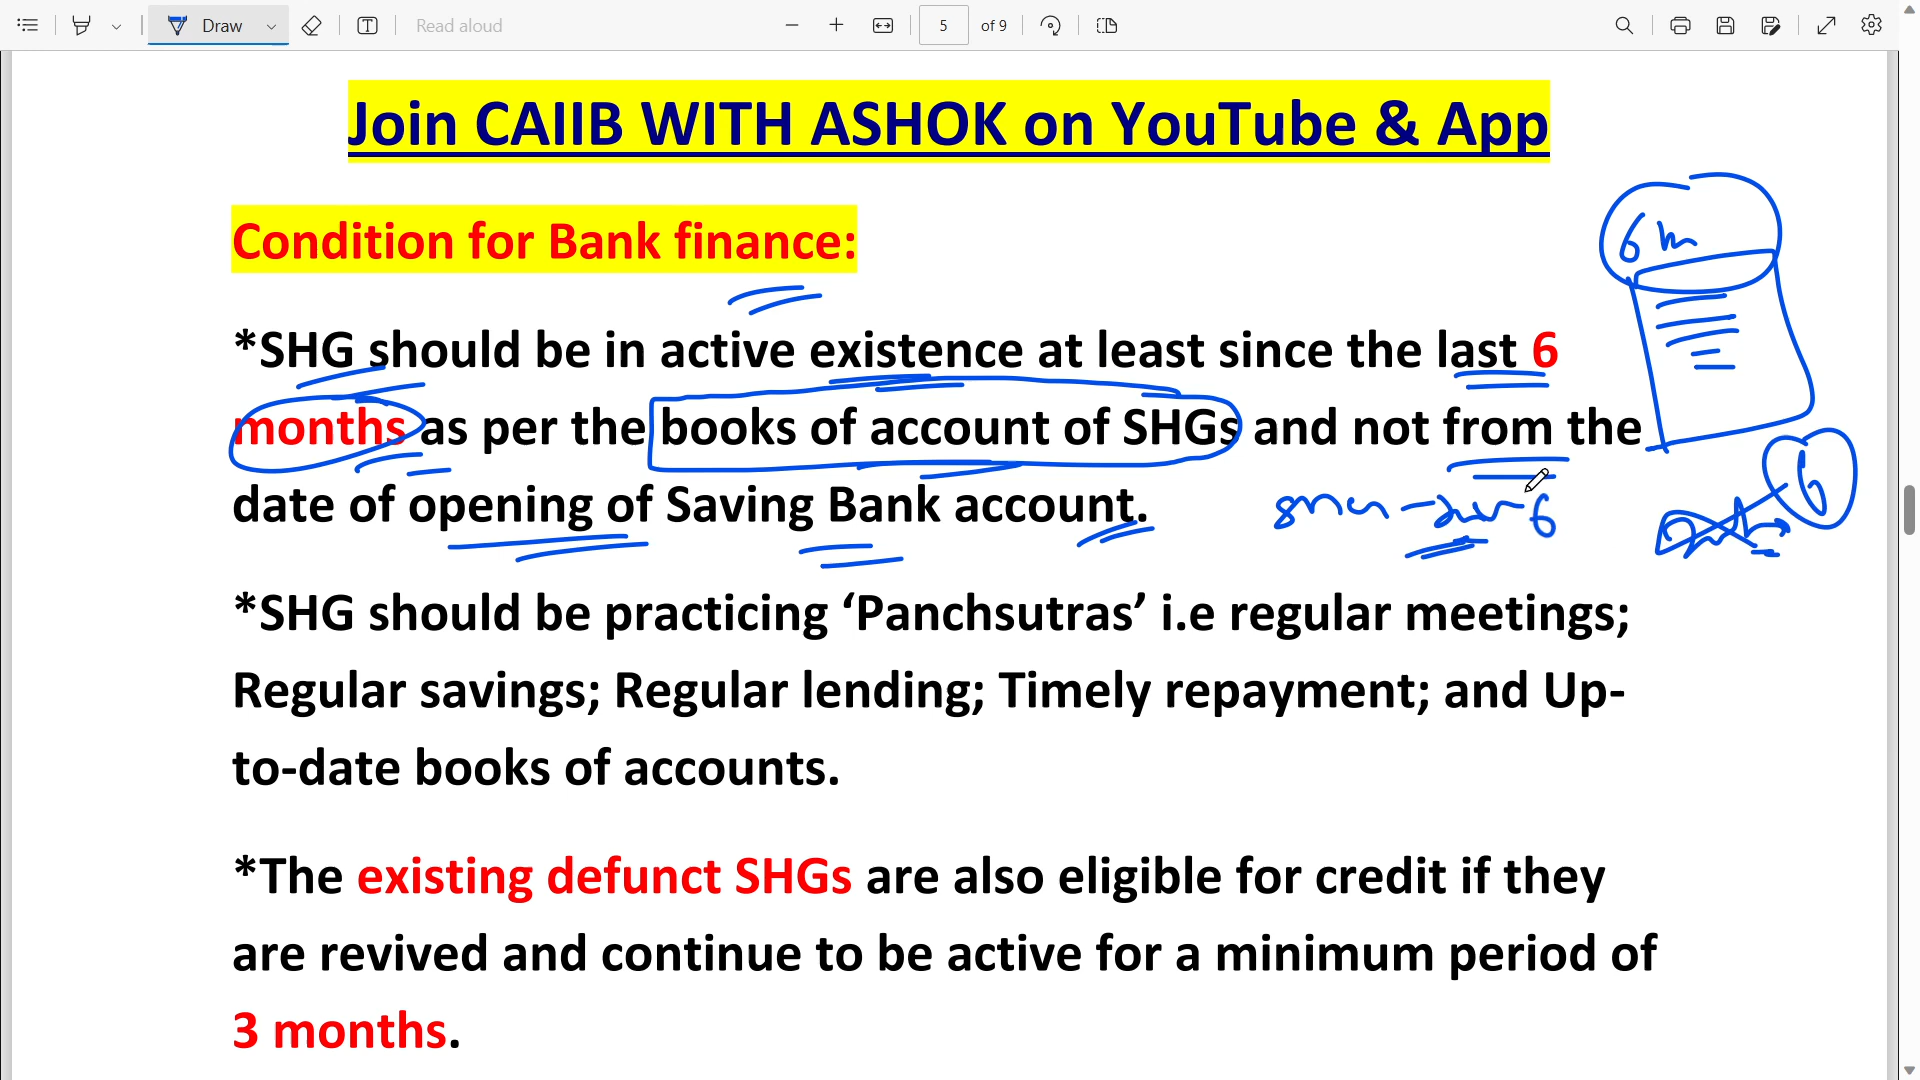 Draw
Read aloud
5 of 9
Join CAIIB WITH ASHOK on YouTube & App
Condition for Bank finance:
6 m
*SHG should be in active existence at least since the last 6
months as per the books of account of SHGs and not from the
6
date of opening of Saving Bank account.
6
*SHG should be practicing ‘Panchsutras’ i.e regular meetings;
Regular savings; Regular lending; Timely repayment; and Up-
to-date books of accounts.
*The existing defunct SHGs are also eligible for credit if they
are revived and continue to be active for a minimum period of
3 months.